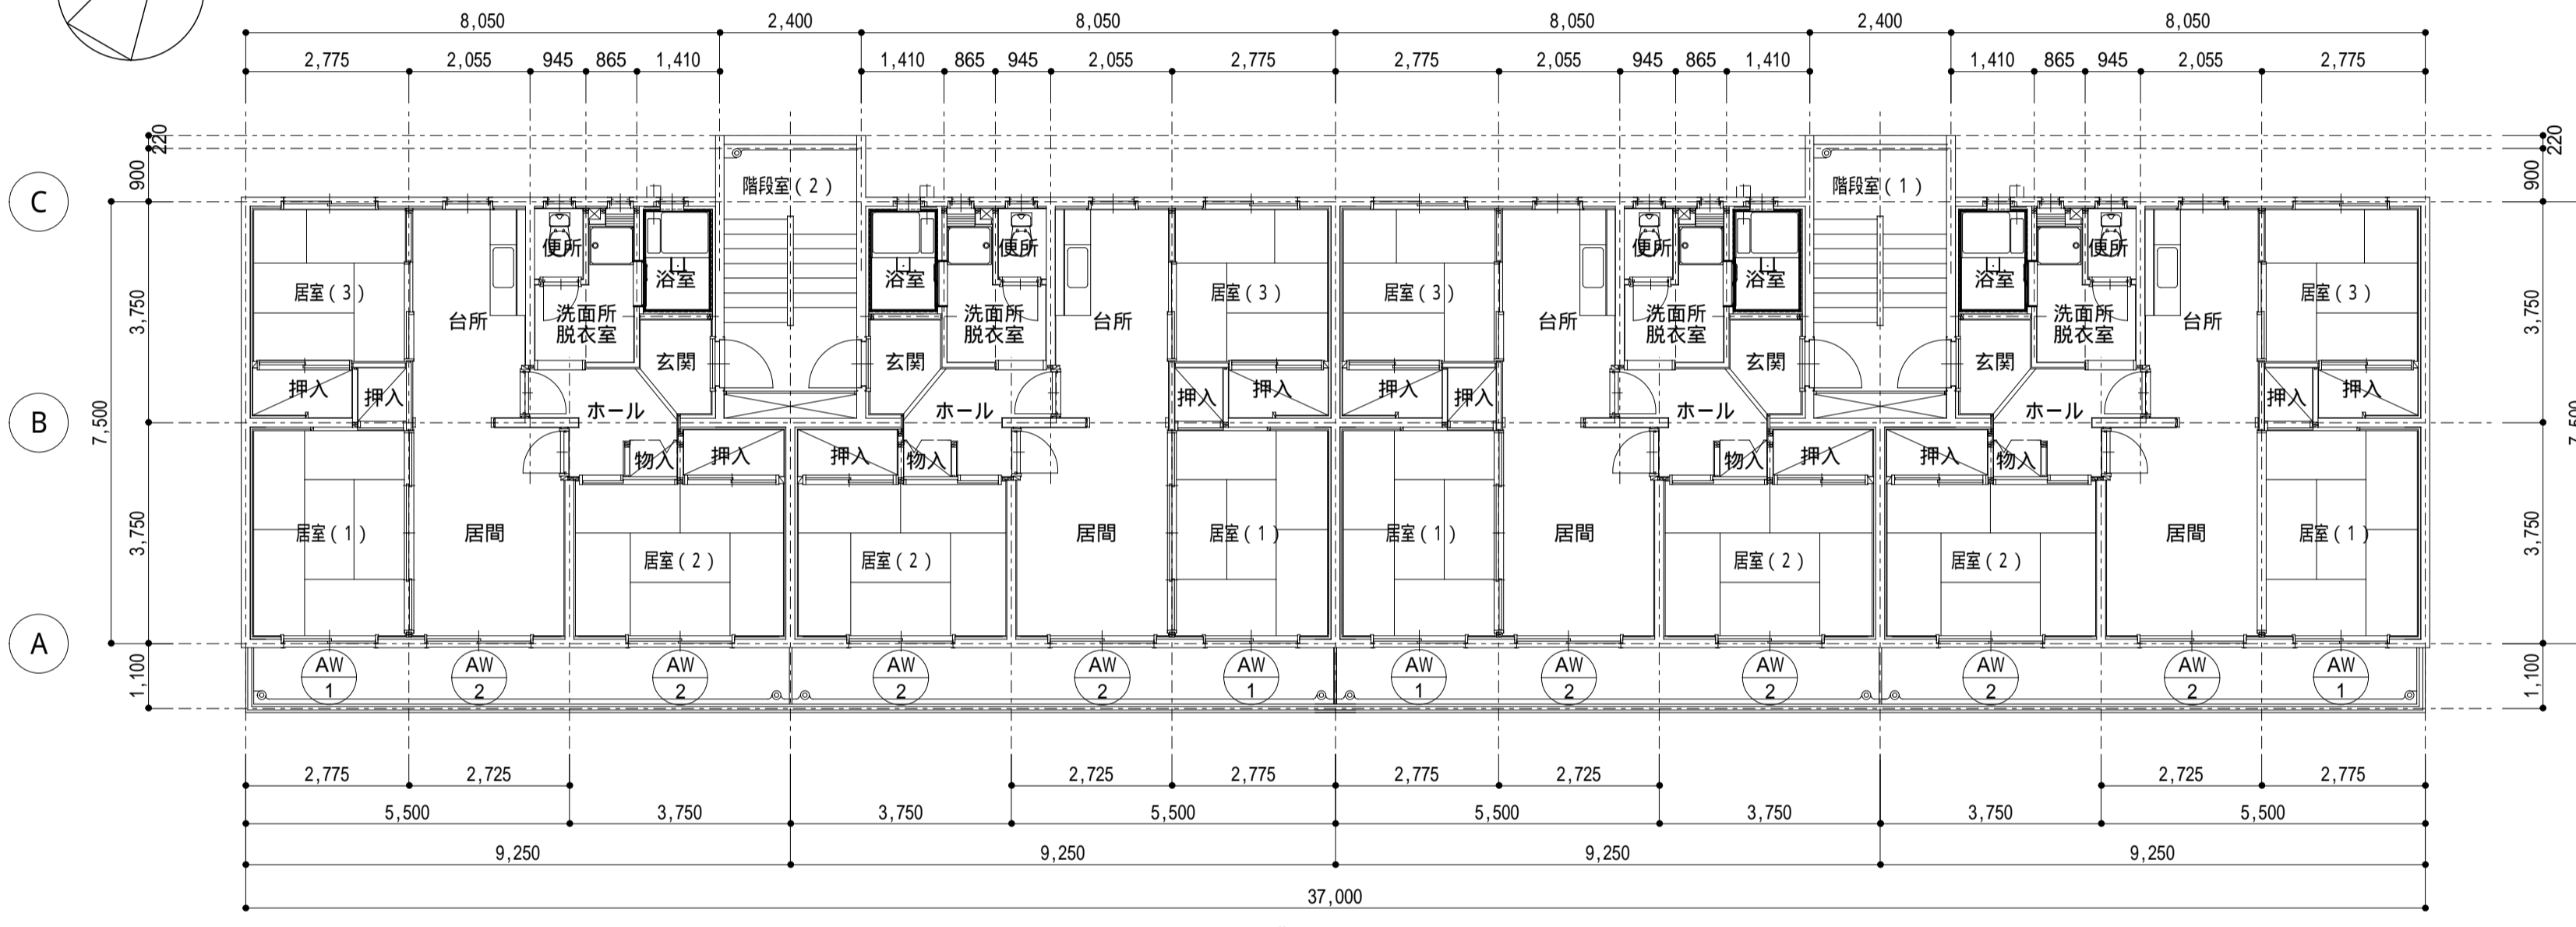 8,050 2,400 8,050 8,050 2,400 8,050
2,775 2,055 945 865 1,410 1,410 865 945 2,055 2,775 2,775 2,055 945 865 1,410 1,410 865 945 2,055 2,775
220 220
900 900
階段室(2) 階段室(1)
C
便所 便所 便所 便所
浴室 浴室 浴室 浴室
居室(3) 居室(3) 居室(3) 居室(3)
3,750 3,750
台所 洗面所 洗面所 台所 台所 洗面所 洗面所 台所
脱衣室 脱衣室 脱衣室 脱衣室
玄関 玄関 玄関 玄関
押入 押入 押入 押入 押入 押入 押入 押入
ホール ホール ホール ホール
B
7,500 7,500
物入 押入 押入 物入 物入 押入 押入 物入
居室(1) 居間 居間 居室(1) 居室(1) 居間 居間 居室(1)
3,750 3,750
居室(2) 居室(2) 居室(2) 居室(2)
A
AW AW AW AW AW AW AW AW AW AW AW AW
1 2 2 2 2 1 1 2 2 2 2 1
1,100 1,100
2,775 2,725 2,725 2,775 2,775 2,725 2,725 2,775
5,500 3,750 3,750 5,500 5,500 3,750 3,750 5,500
9,250 9,250 9,250 9,250
37,000